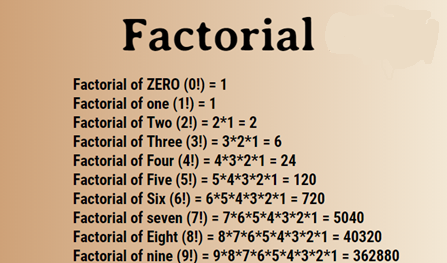 Factorial
Factorial of ZERO (0!) = 1
Factorial of one (1!) = 1
Factorial of Two (2!) = 2*1 = 2
Factorial of Three (3!) = 3*2*1 = 6
Factorial of Four (4!) = 4*3*2*1 = 24
Factorial of Five (5!) = 5*4*3*2*1 = 120
Factorial of Six (6!) = 6*5*4*3*2*1 = 720
Factorial of seven (7!) = 7*6*5*4*3*2*1 = 5040
Factorial of Eight (8!) = 8*7*6*5*4*3*2*1 = 40320
Factorial of nine (9!) = 9*8*7*6*5*4*3*2*1 = 362880